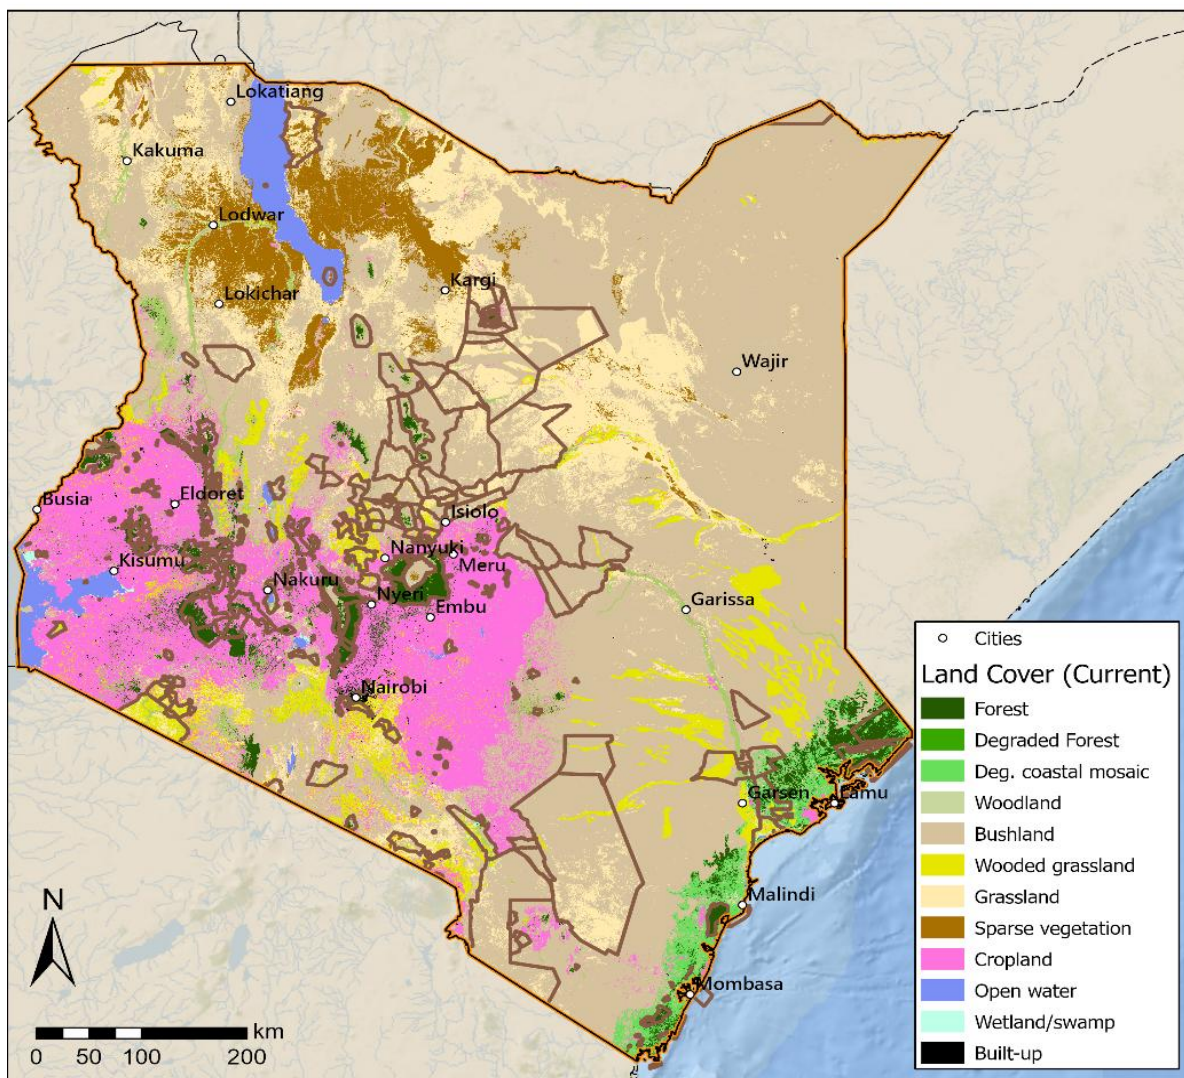 Lokatiang
Kakuma
Lodwar
Kargi
Lokichar
Wajir
Eldoret
Busia
Isiolo
Nanyuki
Kisumu
Meru
Nakuru
Nyeri
Garissa
Embu
Nairobi
Garsen
Lamu
Malindi
Mombasa
N
km
0 50 100 200
Cities
Land Cover (Current)
Forest
Degraded Forest
Deg. coastal mosaic
Woodland
Bushland
Wooded grassland
Grassland
Sparse vegetation
Cropland
Open water
Wetland/swamp
Built-up